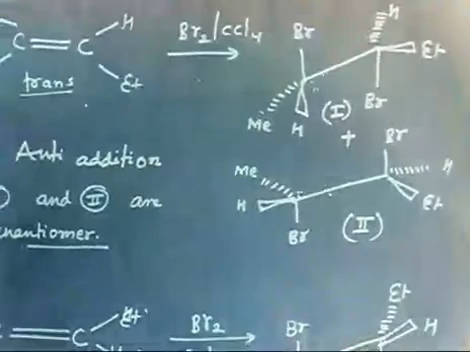 C=C
H
Et
trans
Br2/CCl4
Br
H
Et
Br
Me
H
(I)
+
Br
Me
H
H
Et
Br
(II)
Anti addition
and (II) are
enantiomer.
=C
Et
Br2
Br
Et
H